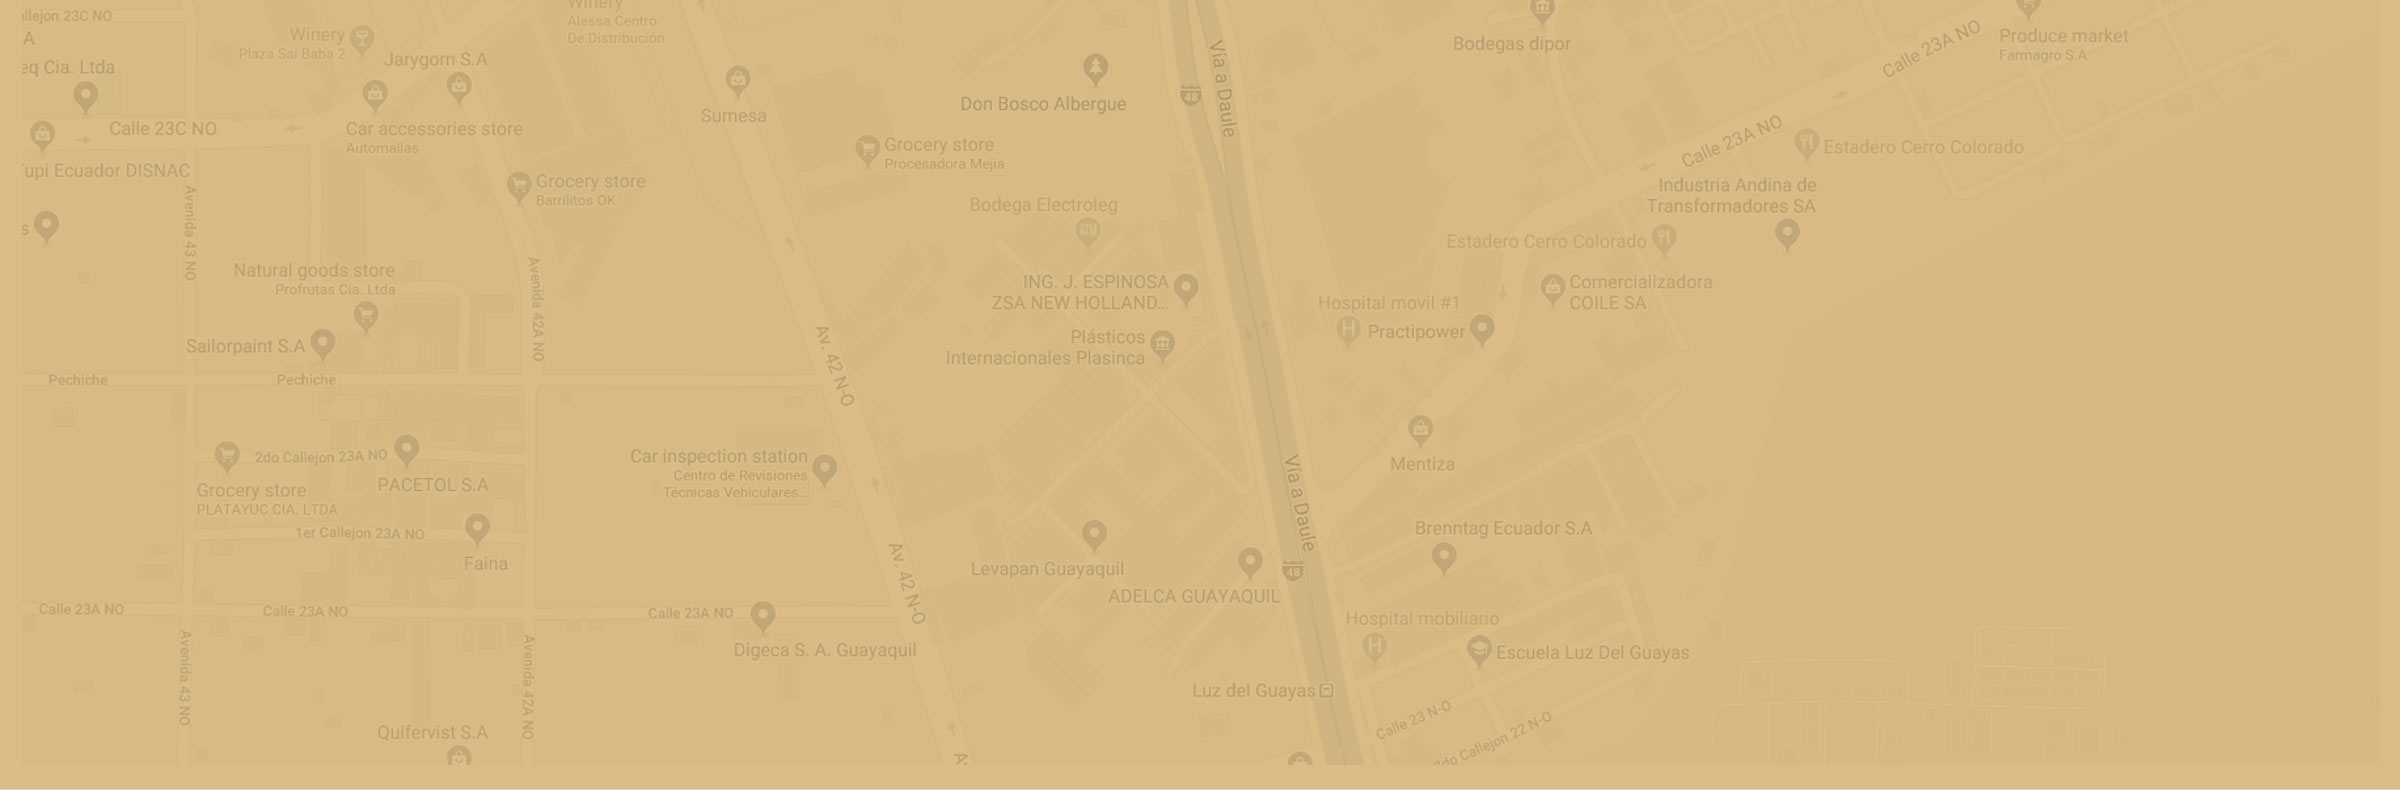 Callejon 23C NO
A
Winery
Plaza Sai Baba 2
Jarygom S.A
Winery
Alessa Centro
De Distribución
eq Cia. Ltda
Sumesa
Don Bosco Albergue
Via a Daule
48
Bodegas dipor
Calle 23A NO
Produce market
Farmagro S.A
Calle 23C NO
Car accessories store
Automallas
Grocery store
Procesadora Mejia
Calle 23A NO
Estadero Cerro Colorado
upi Ecuador DISNAC
Grocery store
Barrilitos OK
Industria Andina de
Transformadores SA
Avenida 43 NO
Bodega Electroleg
ATM
Estadero Cerro Colorado
s
Natural goods store
Profrutas Cia. Ltda
Avenida 42A NO
ING. J. ESPINOSA
ZSA NEW HOLLAND...
Comercializadora
COILE SA
Hospital movil #1
H
Practipower
Sailorpaint S.A
Av. 42 N-O
Plásticos
Internacionales Plasinca
Pechiche
Pechiche
2do Callejon 23A NO
Car inspection station
Centro de Revisiones
Técnicas Vehiculares...
Mentiza
Grocery store
PLATAYUC CIA. LTDA
PACETOL S.A
Via a Daule
1er Callejon 23A NO
Faina
Av. 42 N-O
Levapan Guayaquil
Brenntag Ecuador S.A
48
ADELCA GUAYAQUIL
Calle 23A NO
Calle 23A NO
Calle 23A NO
Hospital mobiliario
H
Digeca S. A. Guayaquil
Escuela Luz Del Guayas
Avenida 43 NO
Avenida 42A NO
Luz del Guayas
Quifervist S.A
Calle 23 N-O
2do Callejon 22 N-O